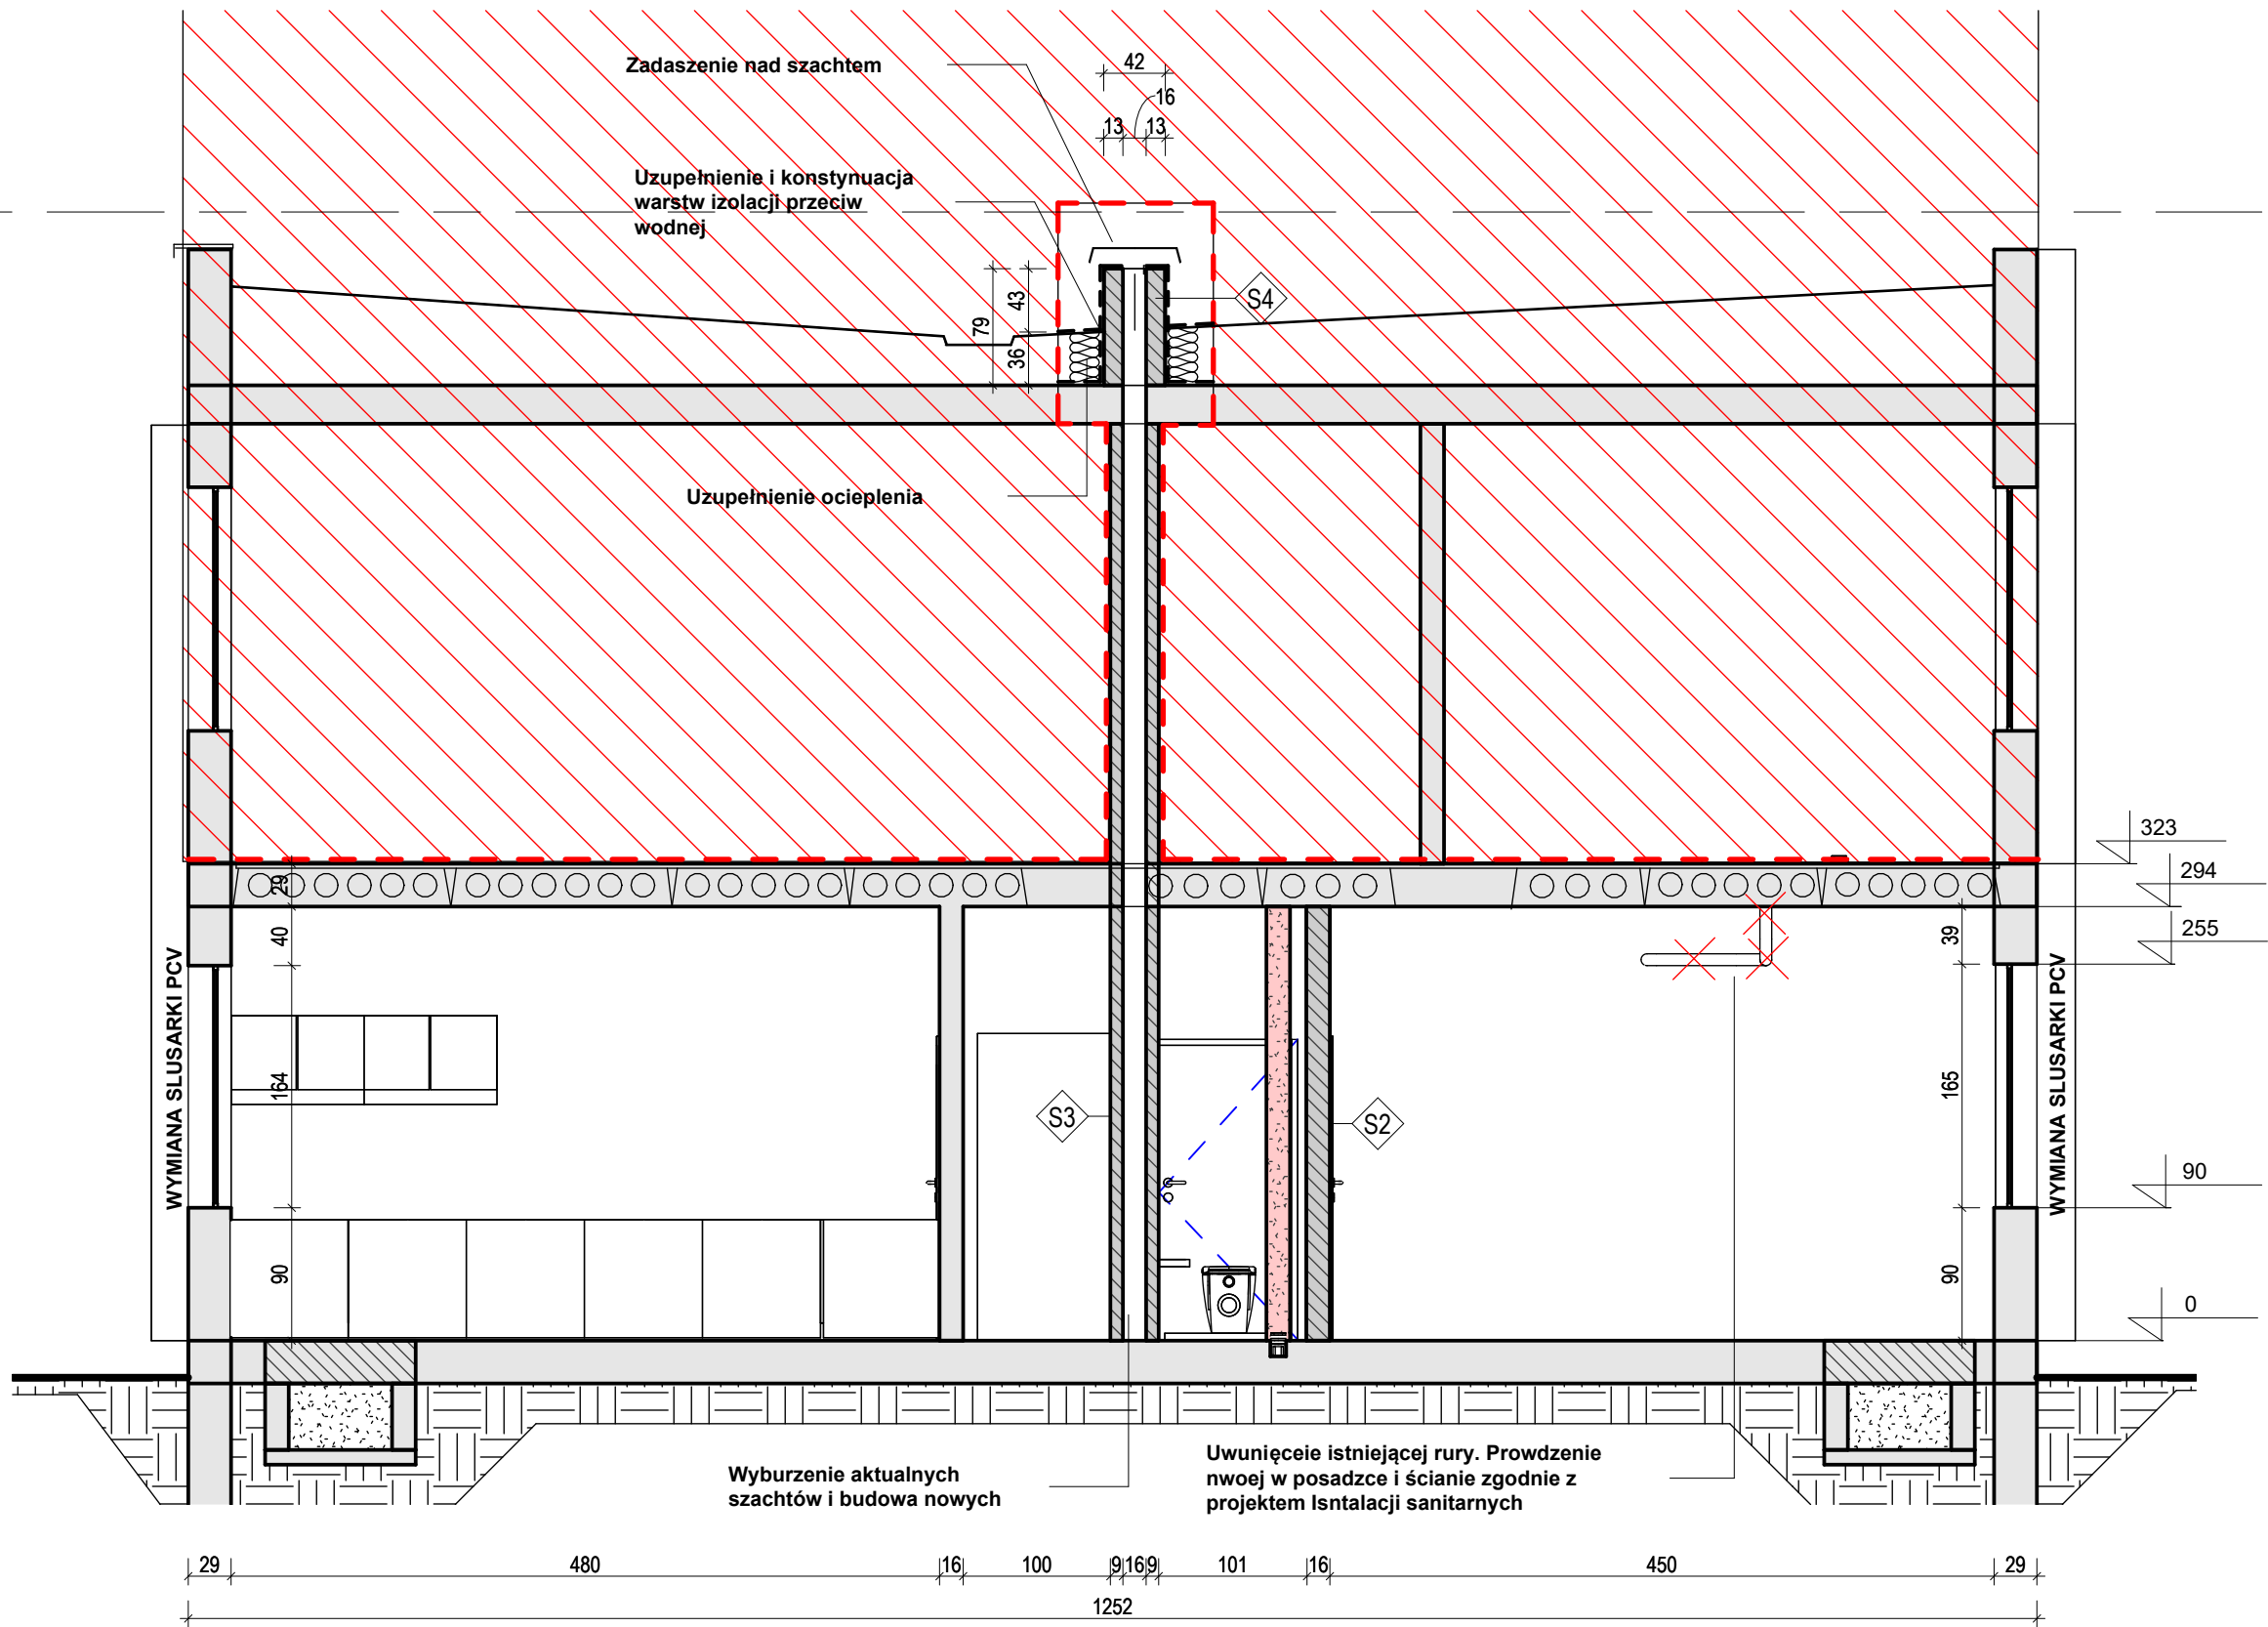 Zadaszenie nad szachtem
42
16
13
13
Uzupełnienie i konstynuacja
warstw izolacji przeciw
wodnej
S4
43
79
36
Uzupełnienie ocieplenia
323
29
294
40
39
255
WYMIANA SLUSARKI PCV
164
S3
S2
165
WYMIANA SLUSARKI PCV
90
90
90
0
Wyburzenie aktualnych
szachtów i budowa nowych
Uwunięceie istniejącej rury. Prowdzenie
nwoej w posadzce i ścianie zgodnie z
projektem Isntalacji sanitarnych
29
480
16
100
9
16
9
101
16
450
29
1252